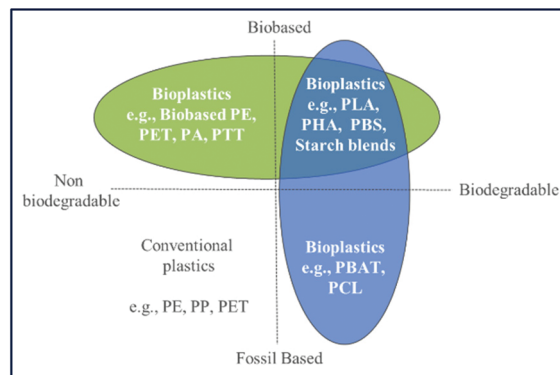 Biobased
Bioplastics
e.g., Biobased PE,
PET, PA, PTT
Bioplastics
e.g., PLA,
PHA, PBS,
Starch blends
Non
biodegradable
Biodegradable
Conventional
plastics
e.g., PE, PP, PET
Bioplastics
e.g., PBAT,
PCL
Fossil Based